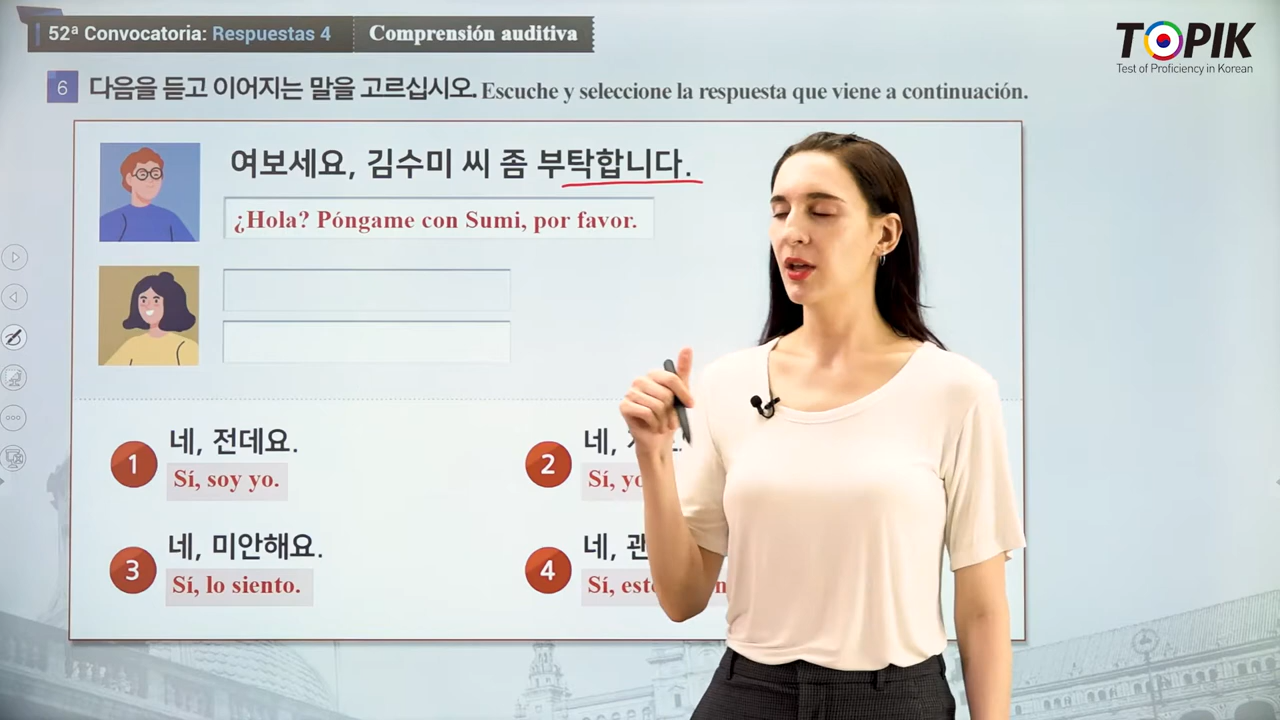 52ª Convocatoria: Respuestas 4
Comprensión auditiva
TOPIK
Test of Proficiency in Korean
6 다음을 듣고 이어지는 말을 고르십시오. Escuche y seleccione la respuesta que viene a continuación.
여보세요, 김수미 씨 좀 부탁합니다.
¿Hola? Póngame con Sumi, por favor.
1 네, 전데요.
Sí, soy yo.
2 네,
Sí, yo
3 네, 미안해요.
Sí, lo siento.
4 네, 괜
Sí,